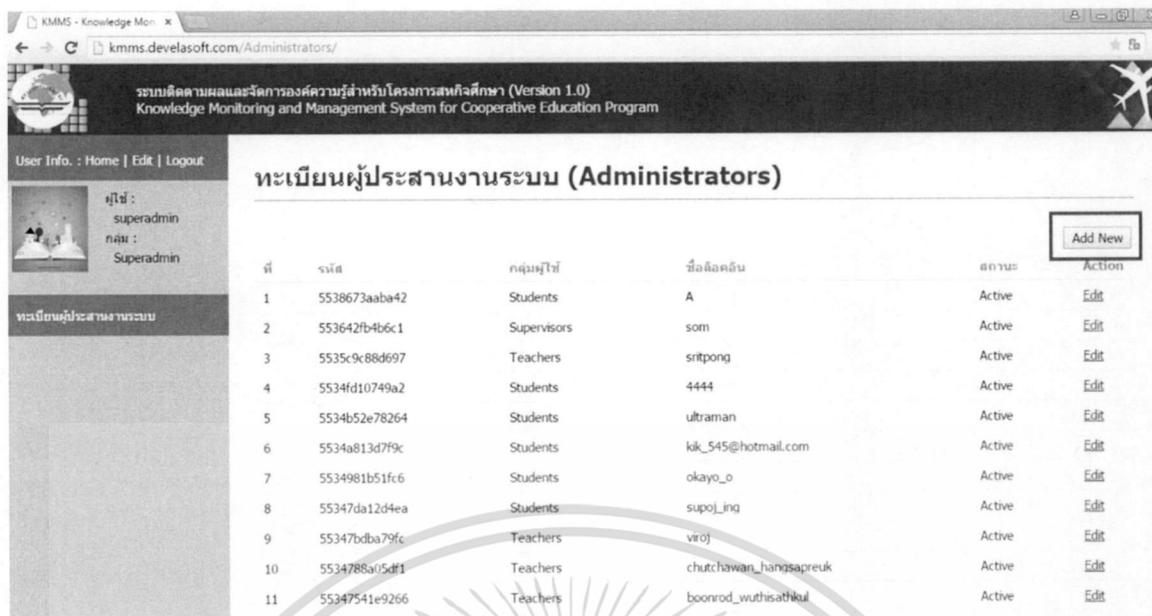 KMMS - Knowledge Mon
kmms.develasoft.com/Administrators/
ระบบติดตามผลและจัดการองค์ความรู้สำหรับโครงการสหกิจศึกษา (Version 1.0)
Knowledge Monitoring and Management System for Cooperative Education Program
User Info. : Home | Edit | Logout
ผู้ใช้ :
superadmin
กลุ่ม :
Superadmin
ทะเบียนผู้ประสานงานระบบ
ทะเบียนผู้ประสานงานระบบ (Administrators)
Add New
ที่ รหัส กลุ่มผู้ใช้ ชื่อล็อคอิน สถานะ Action
1 5538673aaba42 Students A Active Edit
2 553642fb4b6c1 Supervisors som Active Edit
3 5535c9c88d697 Teachers sritpong Active Edit
4 5534fd10749a2 Students 4444 Active Edit
5 5534b52e78264 Students ultraman Active Edit
6 5534a813d7f9c Students kik_545@hotmail.com Active Edit
7 5534981b51fc6 Students okayo_o Active Edit
8 55347da12d4ea Students supoj_ing Active Edit
9 55347bdba79fc Teachers viroj Active Edit
10 5534788a05df1 Teachers chutchawan_hangsapreuk Active Edit
11 55347541e9266 Teachers boonrod_wuthisathkul Active Edit